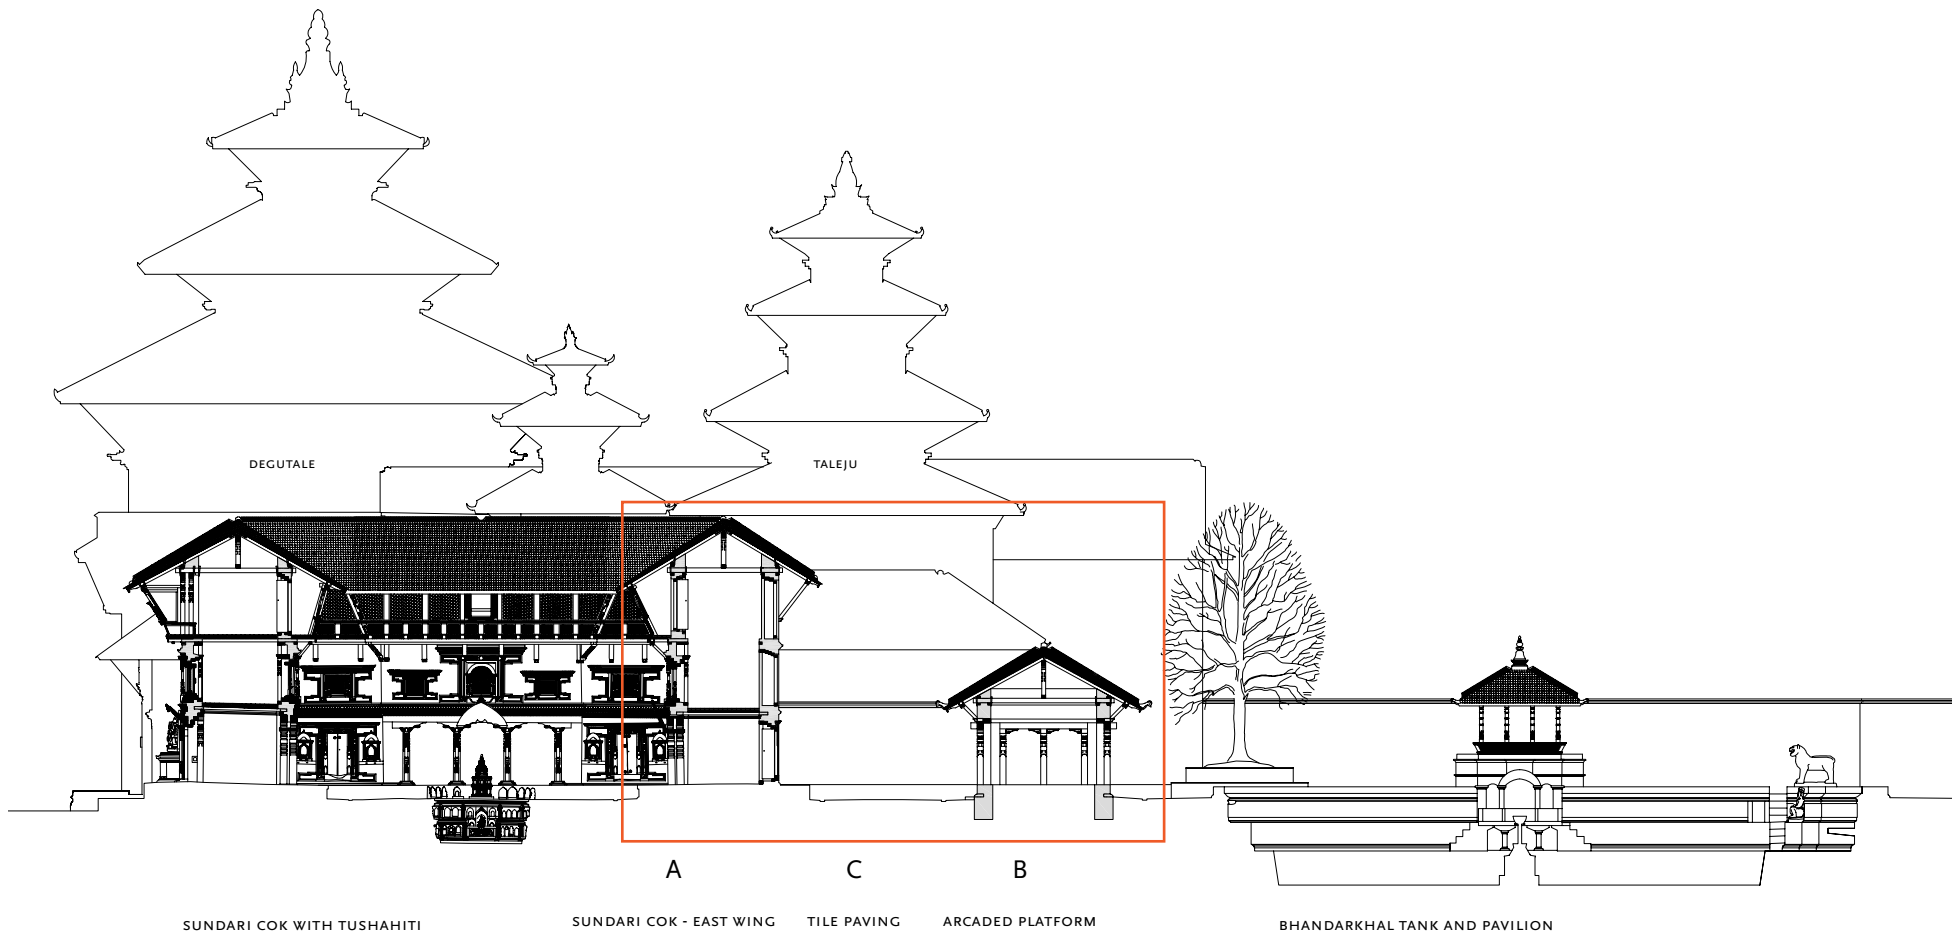 DEGUTALE
TALEJU
A
C
B
SUNDARI COK WITH TUSHAHITI
SUNDARI COK - EAST WING
TILE PAVING
ARCADED PLATFORM
BHANDARKHAL TANK AND PAVILION